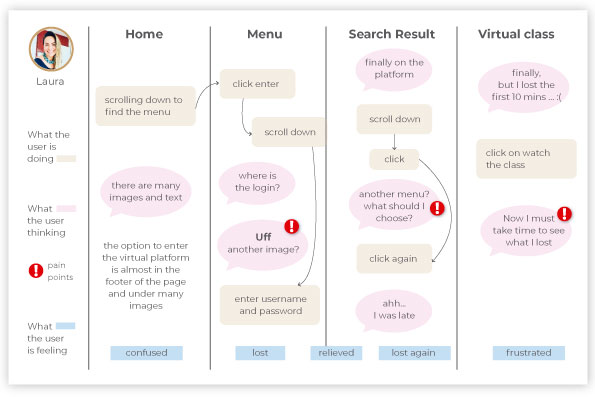 Laura
What the
user is
doing
What
the user
thinking
pain
points
What
the user
is feeling
Home
scrolling down to
find the menu
there are many
images and text
the option to enter
the virtual platform
is almost in the
footer of the page
and under many
images
confused
Menu
click enter
scroll down
where is
the login?
Uff
another image?
enter username
and password
lost
relieved
Search Result
finally on the
platform
scroll down
click
another menu?
what should I
choose?
click again
ahh...
I was late
lost again
Virtual class
finally,
but I lost the
first 10 mins ... :(
click on watch
the class
Now I must
take time to see
what I lost
frustrated